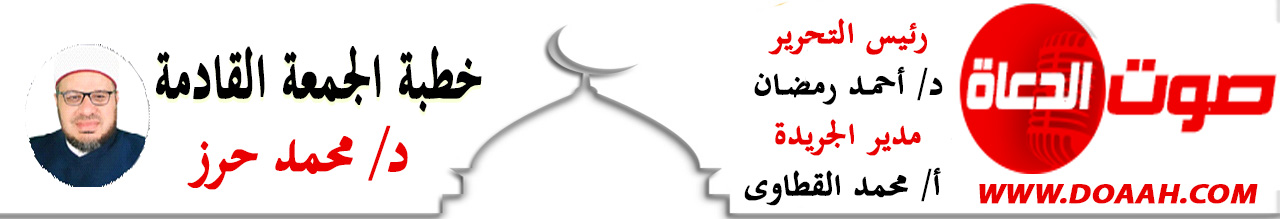 صوت الدعاة
WWW.DOAAH.COM
رئيس التحرير
د/ أحمد رمضان
مدير الجريدة
أ/ محمد القطاوى
خطبة الجمعة القادمة
د/ محمد حرز